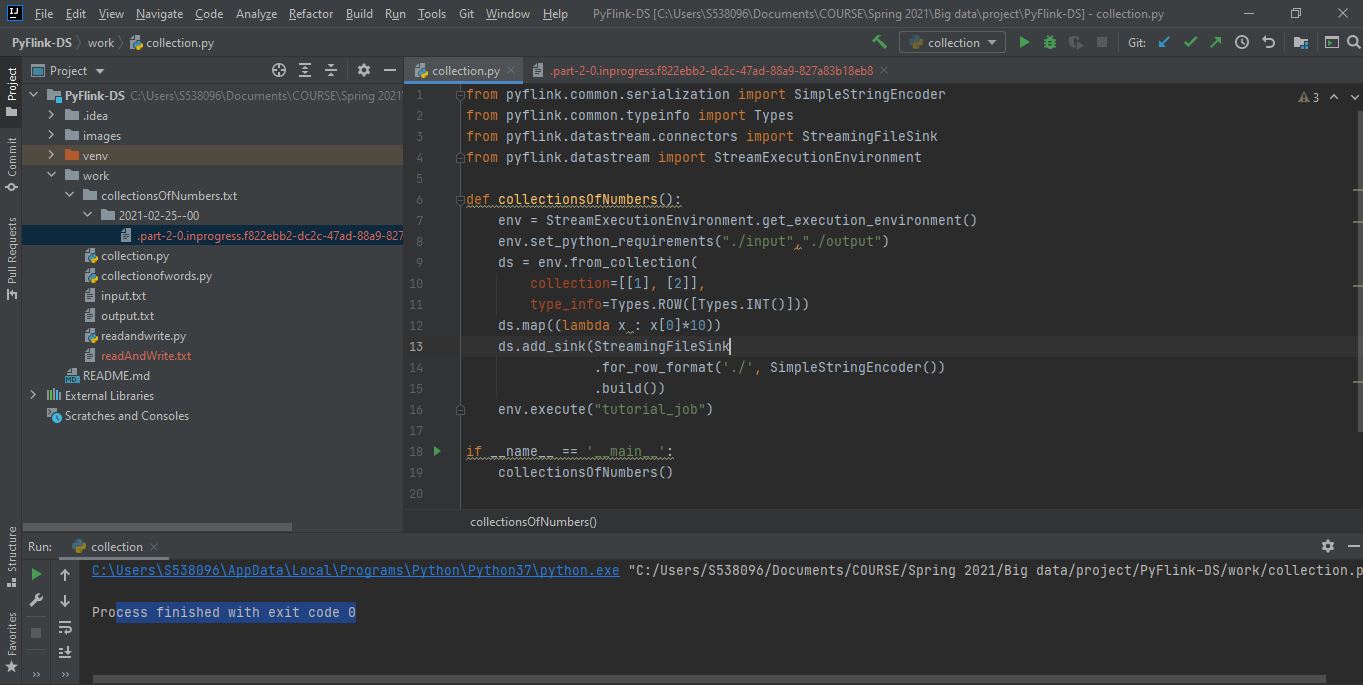 IJ File Edit View Navigate Code Analyze Refactor Build Run Tools Git Window Help PyFlink-DS [C:\Users\S538096\Documents\COURSE\Spring 2021\Big data\project\PyFlink-DS] - collection.py
PyFlink-DS work collection.py collection Git:
Project
Commit
Pull Requests
Structure
Favorites
Project
PyFlink-DS C:\Users\S538096\Documents\COURSE\Spring 2021\
.idea
images
venv
work
collectionsOfNumbers.txt
2021-02-25--00
.part-2-0.inprogress.f822ebb2-dc2c-47ad-88a9-827
collection.py
collectionofwords.py
input.txt
output.txt
readandwrite.py
readAndWrite.txt
MD README.md
External Libraries
Scratches and Consoles
collection.py .part-2-0.inprogress.f822ebb2-dc2c-47ad-88a9-827a83b18eb8
3
1 from pyflink.common.serialization import SimpleStringEncoder
2 from pyflink.common.typeinfo import Types
3 from pyflink.datastream.connectors import StreamingFileSink
4 from pyflink.datastream import StreamExecutionEnvironment
5
6 def collectionsOfNumbers():
7 env = StreamExecutionEnvironment.get_execution_environment()
8 env.set_python_requirements("./input","./output")
9 ds = env.from_collection(
10 collection=[[1], [2]],
11 type_info=Types.ROW([Types.INT()]))
12 ds.map((lambda x : x[0]*10))
13 ds.add_sink(StreamingFileSink
14 .for_row_format('./', SimpleStringEncoder())
15 .build())
16 env.execute("tutorial_job")
17
18 if __name__ == '__main__':
19 collectionsOfNumbers()
20
collectionsOfNumbers()
Run: collection
C:\Users\S538096\AppData\Local\Programs\Python\Python37\python.exe "C:/Users/S538096/Documents/COURSE/Spring 2021/Big data/project/PyFlink-DS/work/collection.p
Process finished with exit code 0